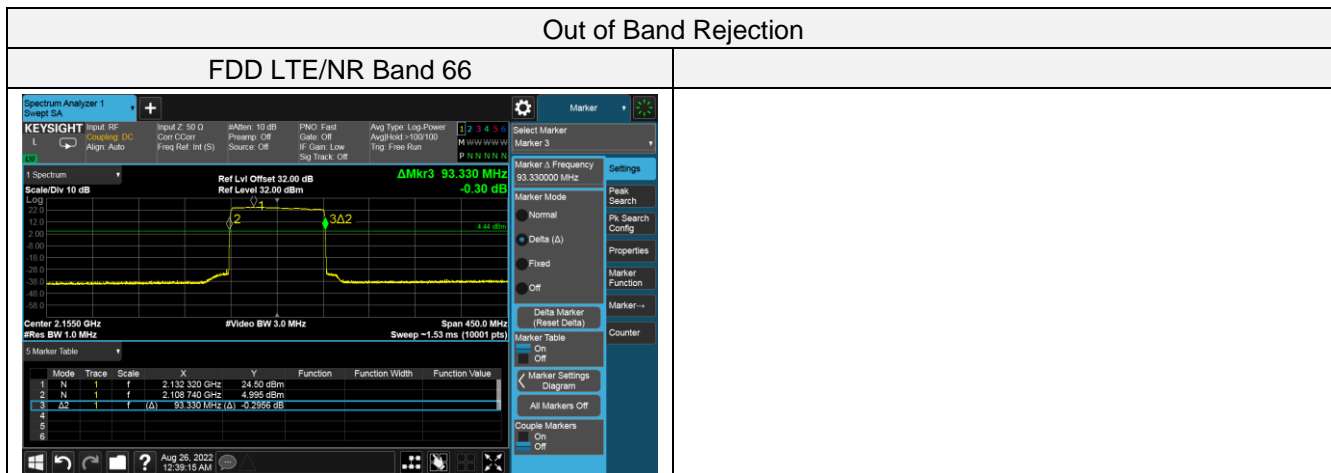 Out of Band Rejection
FDD LTE/NR Band 66
Spectrum Analyzer 1
Swept SA
+
Marker
KEYSIGHT
L
Input: RF
Coupling: DC
Align: Auto
Input Z: 50 Ω
Corr CCorr
Freq Ref: Int (S)
#Atten: 10 dB
Preamp: Off
Source: Off
PNO: Fast
Gate: Off
IF Gain: Low
Sig Track: Off
Avg Type: Log-Power
Avg|Hold:>100/100
Trig: Free Run
1 2 3 4 5 6
M W W W W W
P N N N N N
Select Marker
Marker 3
1 Spectrum
Scale/Div 10 dB
Ref Lvl Offset 32.00 dB
Ref Level 32.00 dBm
ΔMkr3 93.330 MHz
-0.30 dB
Log
22.0
12.0
2.00
-8.00
-18.0
-28.0
-38.0
-48.0
-58.0
1
2
3Δ2
4.44 dBm
Center 2.1550 GHz
#Res BW 1.0 MHz
#Video BW 3.0 MHz
Span 450.0 MHz
Sweep ~1.53 ms (10001 pts)
Marker Δ Frequency
93.330000 MHz
Marker Mode
Normal
Delta (Δ)
Fixed
Off
Delta Marker
(Reset Delta)
Marker Table
On
Off
Marker Settings
Diagram
All Markers Off
Couple Markers
On
Off
Settings
Peak
Search
Pk Search
Config
Properties
Marker
Function
Marker→
Counter
5 Marker Table
Mode Trace Scale X Y Function Function Width Function Value
1 N 1 f 2.132 320 GHz 24.50 dBm
2 N 1 f 2.108 740 GHz 4.995 dBm
3 Δ2 1 f (Δ) 93.330 MHz (Δ) -0.2956 dB
4
5
6
?
Aug 26, 2022
12:39:15 AM